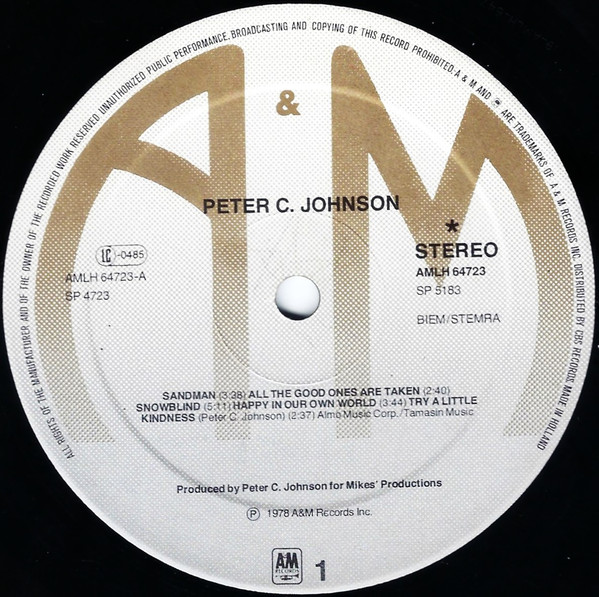 ALL RIGHTS OF THE MANUFACTURER AND OF THE OWNER OF THE RECORDED WORK RESERVED UNAUTHORIZED PUBLIC PERFORMANCE, BROADCASTING AND COPYING OF THIS RECORD PROHIBITED. A & M AND ARE TRADEMARKS OF A & M RECORDS INC. DISTRIBUTED BY CBS RECORDS MADE IN HOLLAND
A & M
PETER C. JOHNSON
LC-0485
AMLH 64723-A
SP 4723
*
STEREO
AMLH 64723
SP 5183
BIEM/STEMRA
SANDMAN (3:38) ALL THE GOOD ONES ARE TAKEN (2:40)
SNOWBLIND (5:11) HAPPY IN OUR OWN WORLD (3:44) TRY A LITTLE
KINDNESS (Peter C. Johnson) (2:37) Almo Music Corp./Tamasin Music
Produced by Peter C. Johnson for Mikes' Productions
℗ 1978 A&M Records Inc.
A&M
RECORDS
1